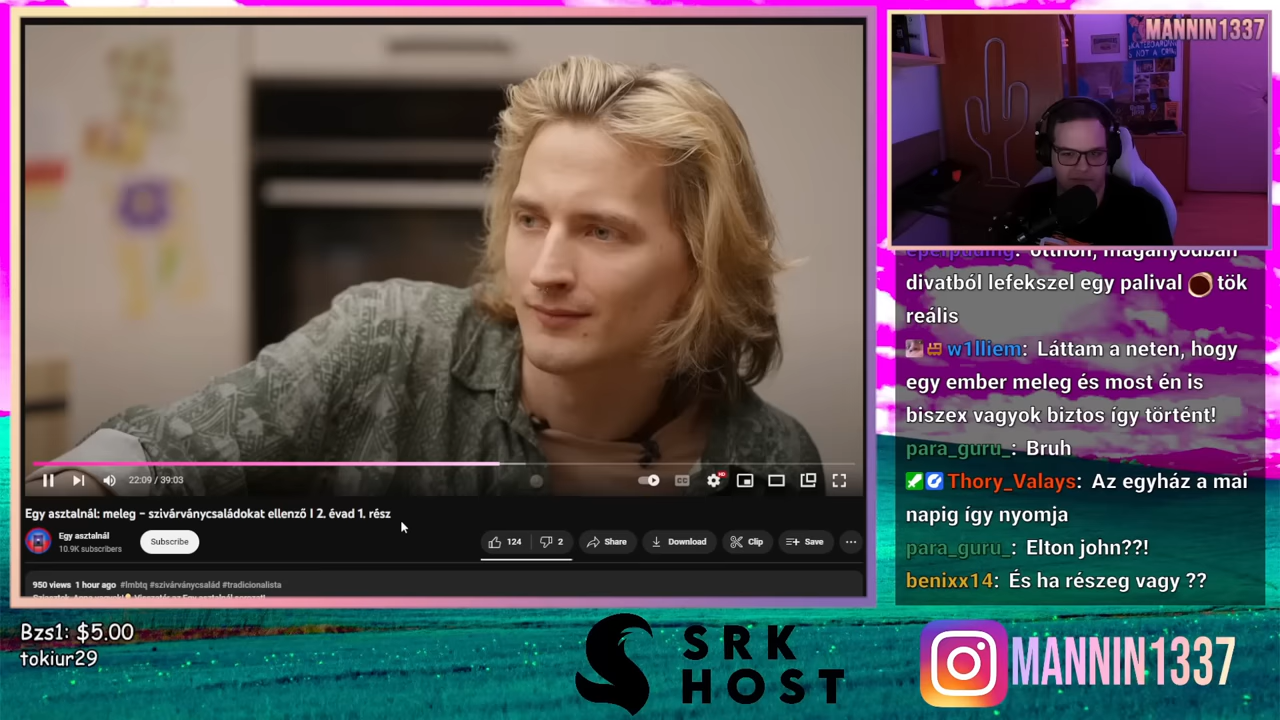 MANNIN1337
epelpuding: otthon, magányodban
divatból lefekszel egy palival tök
reális
w1lliem: Láttam a neten, hogy
egy ember meleg és most én is
biszex vagyok biztos így történt!
para_guru_: Bruh
Thory_Valays: Az egyház a mai
napig így nyomja
para_guru_: Elton john??!
benixx14: És ha részeg vagy ??
22:09 / 39:03
CC
HD
Egy asztalnál: meleg - szivárványcsaládokat ellenző I 2. évad 1. rész
Egy asztalnál
10.9K subscribers
Subscribe
124
2
Share
Download
Clip
Save
950 views 1 hour ago #lmbtq #szivárványcsalád #tradicionalista
Bzs1: $5.00
tokiur29
SRK
HOST
MANNIN1337